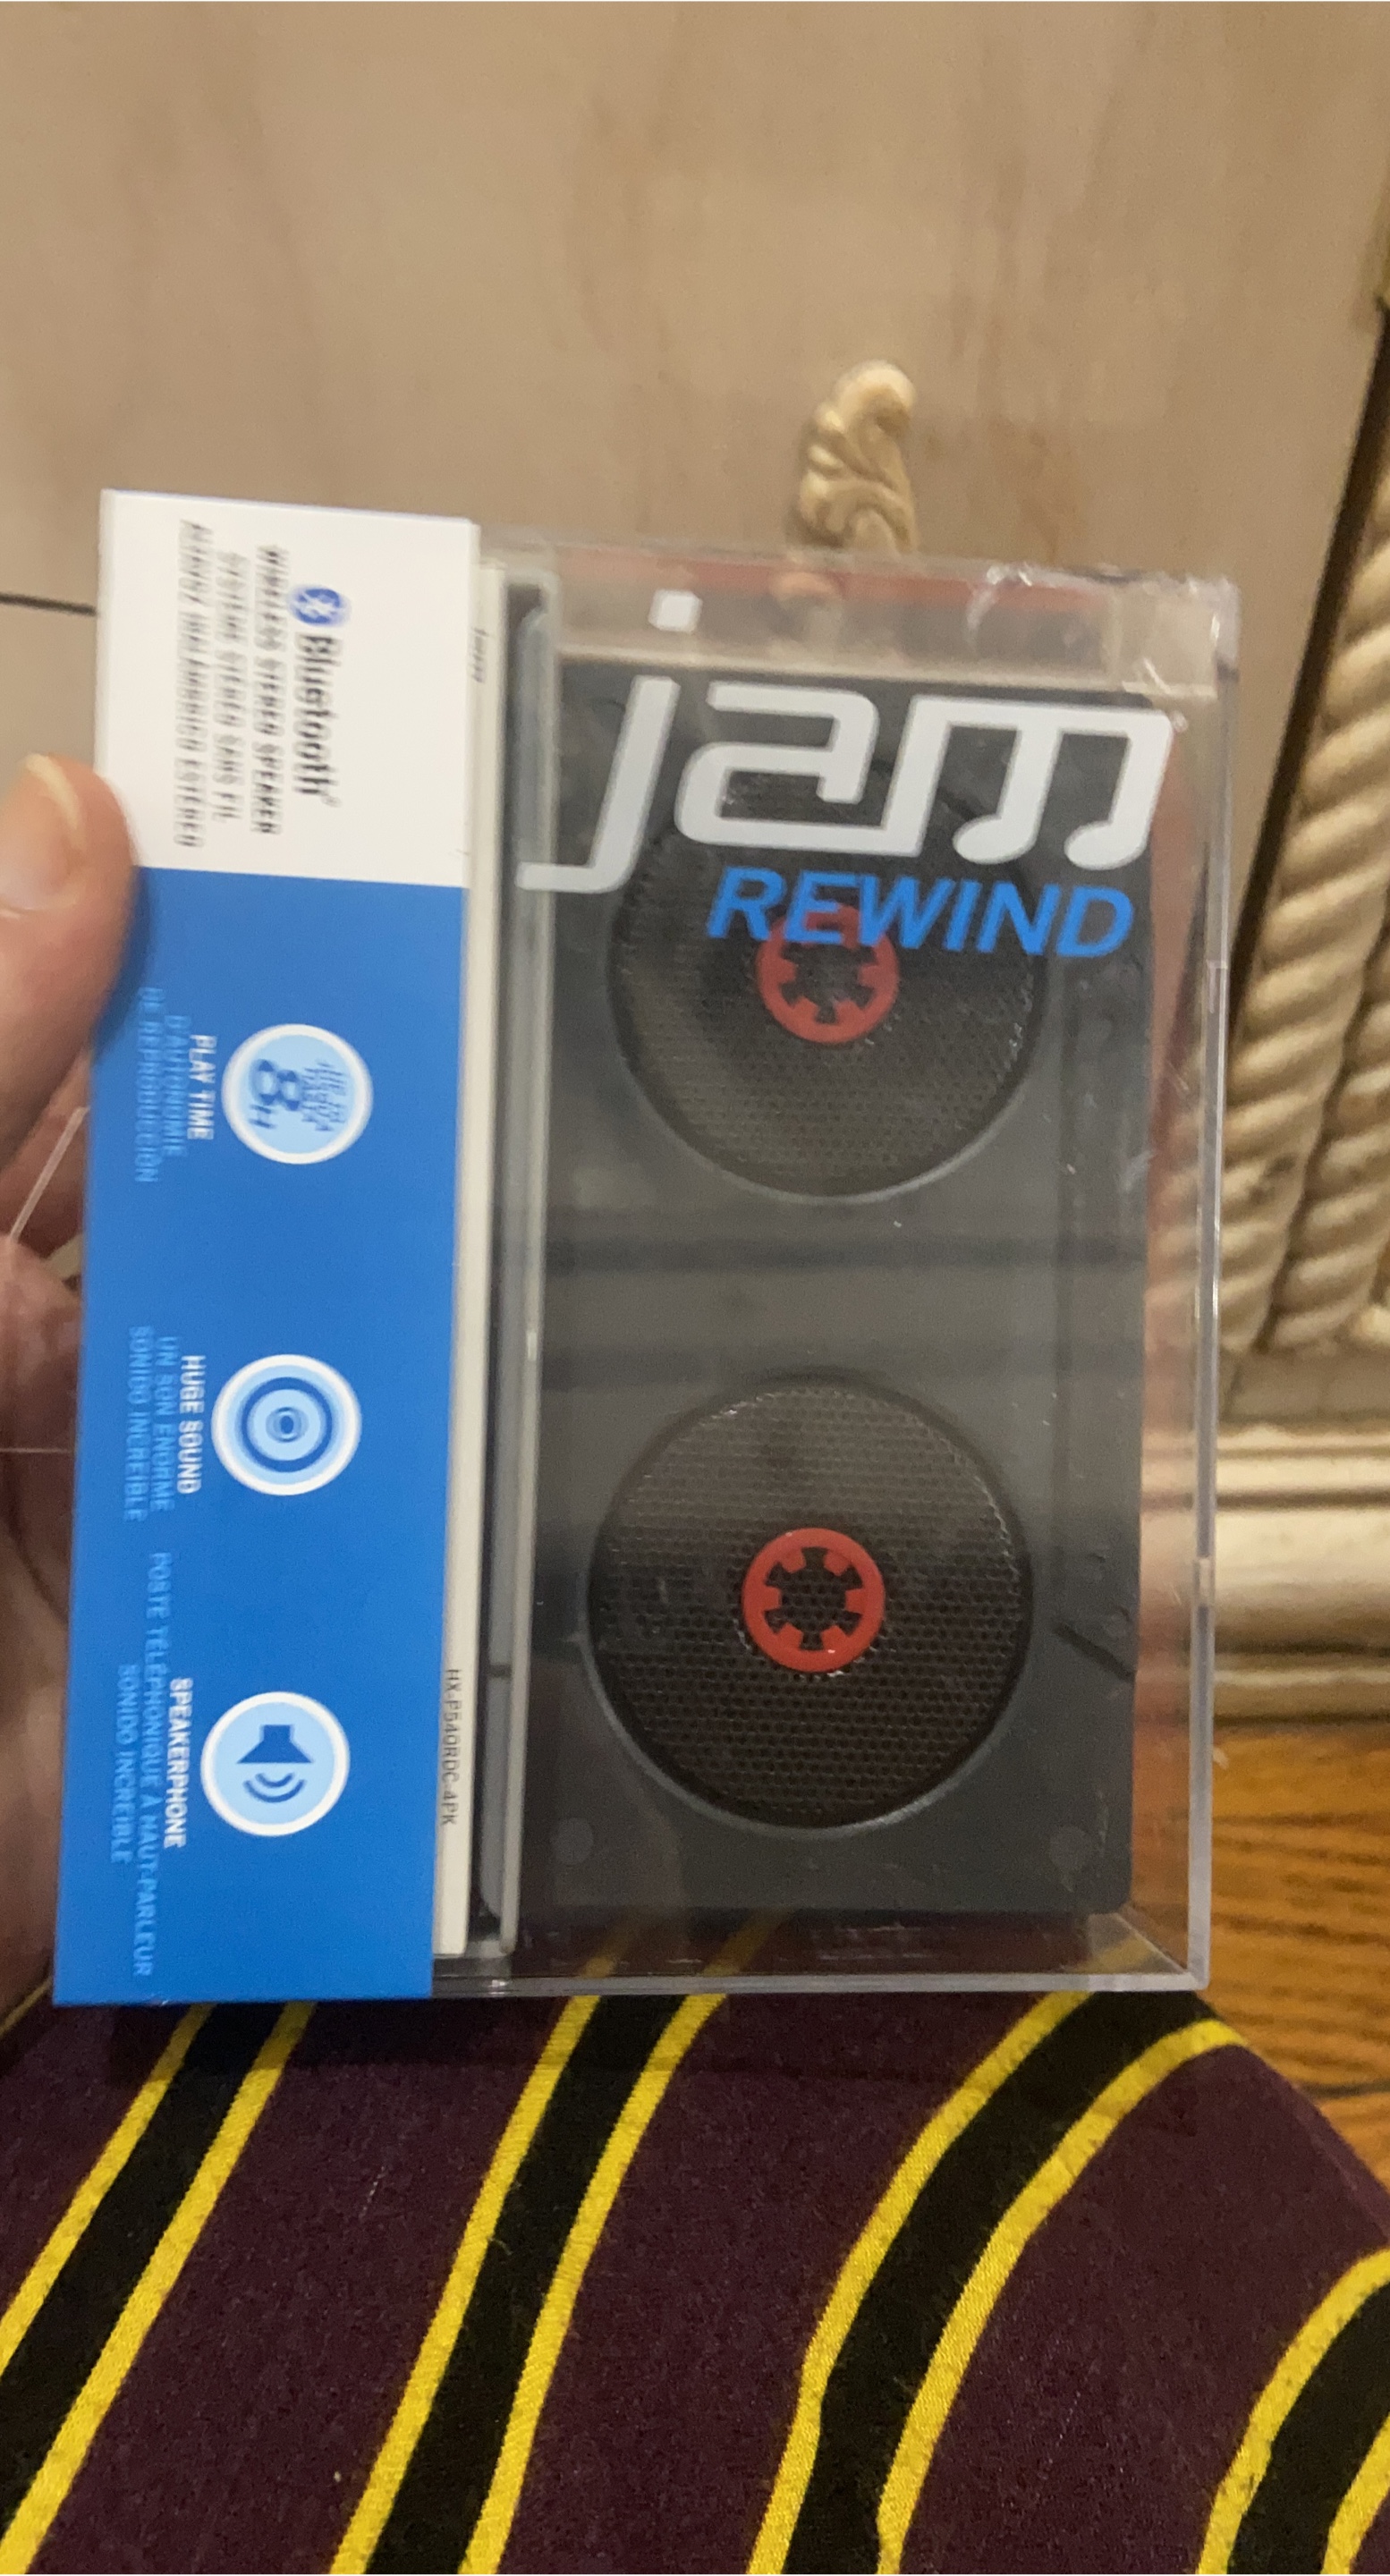 jam
REWIND
Bluetooth®
WIRELESS STEREO SPEAKER
SYSTÈME STÉRÉO SANS FIL
ALTAVOZ INALÁMBRICO ESTÉREO
jam
8H
PLAY TIME
D'AUTONOMIE
DE REPRODUCCIÓN
HUGE SOUND
UN SON ÉNORME
SONIDO INCREÍBLE
SPEAKERPHONE
POSTE TÉLÉPHONIQUE À HAUT-PARLEUR
SONIDO INCREÍBLE
HX-P540RDC-4PK